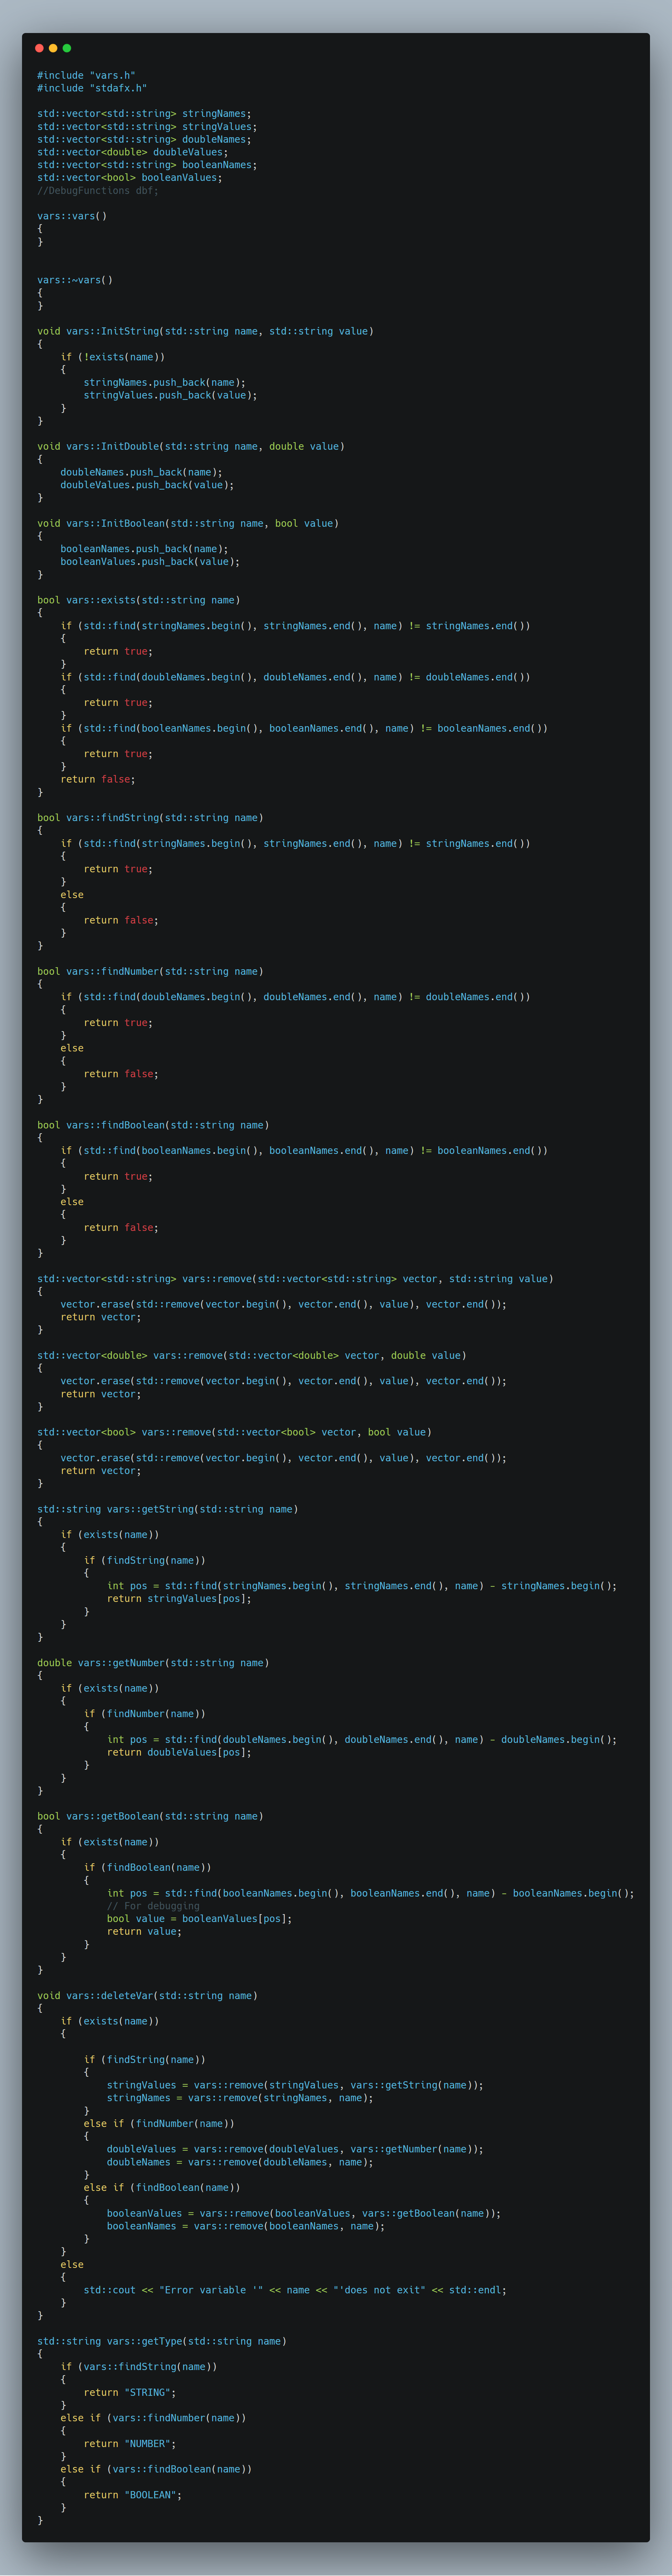 #include "vars.h"
#include "stdafx.h"

std::vector<std::string> stringNames;
std::vector<std::string> stringValues;
std::vector<std::string> doubleNames;
std::vector<double> doubleValues;
std::vector<std::string> booleanNames;
std::vector<bool> booleanValues;
//DebugFunctions dbf;

vars::vars()
{
}


vars::~vars()
{
}

void vars::InitString(std::string name, std::string value)
{
    if (!exists(name))
    {
        stringNames.push_back(name);
        stringValues.push_back(value);
    }
}

void vars::InitDouble(std::string name, double value)
{
    doubleNames.push_back(name);
    doubleValues.push_back(value);
}

void vars::InitBoolean(std::string name, bool value)
{
    booleanNames.push_back(name);
    booleanValues.push_back(value);
}

bool vars::exists(std::string name)
{
    if (std::find(stringNames.begin(), stringNames.end(), name) != stringNames.end())
    {
        return true;
    }
    if (std::find(doubleNames.begin(), doubleNames.end(), name) != doubleNames.end())
    {
        return true;
    }
    if (std::find(booleanNames.begin(), booleanNames.end(), name) != booleanNames.end())
    {
        return true;
    }
    return false;
}

bool vars::findString(std::string name)
{
    if (std::find(stringNames.begin(), stringNames.end(), name) != stringNames.end())
    {
        return true;
    }
    else
    {
        return false;
    }
}

bool vars::findNumber(std::string name)
{
    if (std::find(doubleNames.begin(), doubleNames.end(), name) != doubleNames.end())
    {
        return true;
    }
    else
    {
        return false;
    }
}

bool vars::findBoolean(std::string name)
{
    if (std::find(booleanNames.begin(), booleanNames.end(), name) != booleanNames.end())
    {
        return true;
    }
    else
    {
        return false;
    }
}

std::vector<std::string> vars::remove(std::vector<std::string> vector, std::string value)
{
    vector.erase(std::remove(vector.begin(), vector.end(), value), vector.end());
    return vector;
}

std::vector<double> vars::remove(std::vector<double> vector, double value)
{
    vector.erase(std::remove(vector.begin(), vector.end(), value), vector.end());
    return vector;
}

std::vector<bool> vars::remove(std::vector<bool> vector, bool value)
{
    vector.erase(std::remove(vector.begin(), vector.end(), value), vector.end());
    return vector;
}

std::string vars::getString(std::string name)
{
    if (exists(name))
    {
        if (findString(name))
        {
            int pos = std::find(stringNames.begin(), stringNames.end(), name) - stringNames.begin();
            return stringValues[pos];
        }
    }
}

double vars::getNumber(std::string name)
{
    if (exists(name))
    {
        if (findNumber(name))
        {
            int pos = std::find(doubleNames.begin(), doubleNames.end(), name) - doubleNames.begin();
            return doubleValues[pos];
        }
    }
}

bool vars::getBoolean(std::string name)
{
    if (exists(name))
    {
        if (findBoolean(name))
        {
            int pos = std::find(booleanNames.begin(), booleanNames.end(), name) - booleanNames.begin();
            // For debugging
            bool value = booleanValues[pos];
            return value;
        }
    }
}

void vars::deleteVar(std::string name)
{
    if (exists(name))
    {

        if (findString(name))
        {
            stringValues = vars::remove(stringValues, vars::getString(name));
            stringNames = vars::remove(stringNames, name);
        }
        else if (findNumber(name))
        {
            doubleValues = vars::remove(doubleValues, vars::getNumber(name));
            doubleNames = vars::remove(doubleNames, name);
        }
        else if (findBoolean(name))
        {
            booleanValues = vars::remove(booleanValues, vars::getBoolean(name));
            booleanNames = vars::remove(booleanNames, name);
        }
    }
    else
    {
        std::cout << "Error variable '" << name << "'does not exit" << std::endl;
    }
}

std::string vars::getType(std::string name)
{
    if (vars::findString(name))
    {
        return "STRING";
    }
    else if (vars::findNumber(name))
    {
        return "NUMBER";
    }
    else if (vars::findBoolean(name))
    {
        return "BOOLEAN";
    }
}